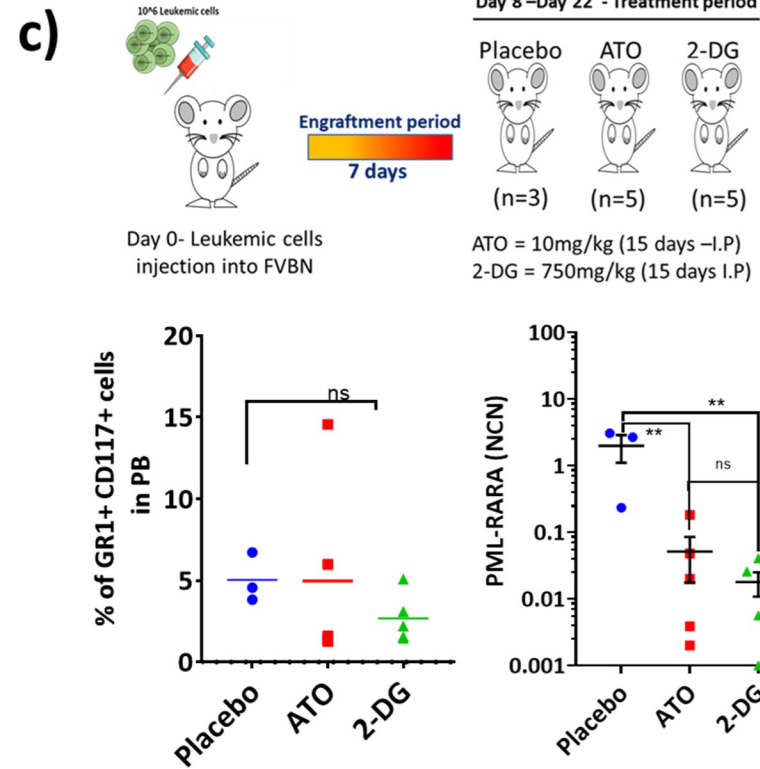 c)
10^6 Leukemic cells
Day 8 –Day 22 - Treatment period
Placebo ATO 2-DG
Engraftment period
7 days
(n=3) (n=5) (n=5)
Day 0- Leukemic cells
injection into FVBN
ATO = 10mg/kg (15 days –I.P)
2-DG = 750mg/kg (15 days I.P)
% of GR1+ CD117+ cells
in PB
20
15
10
5
0
ns
Placebo
ATO
2-DG
PML-RARA (NCN)
100
10
1
0.1
0.01
0.001
**
**
ns
Placebo
ATO
2-DG